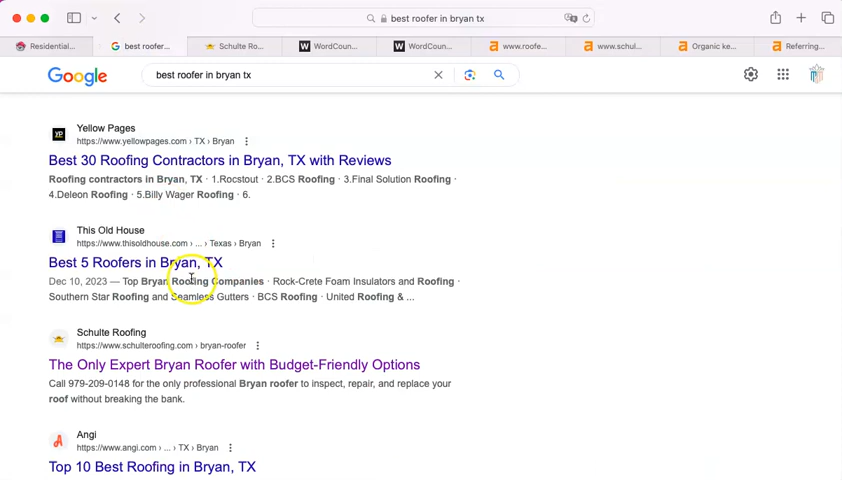 best roofer in bryan tx
Residential...
best roofer...
Schulte Ro...
WordCoun...
WordCoun...
www.roofe...
www.schul...
Organic ke...
Referring...
Google
best roofer in bryan tx
YP
Yellow Pages
https://www.yellowpages.com › TX › Bryan
Best 30 Roofing Contractors in Bryan, TX with Reviews
Roofing contractors in Bryan, TX · 1.Rocstout · 2.BCS Roofing · 3.Final Solution Roofing ·
4.Deleon Roofing · 5.Billy Wager Roofing · 6.
This Old House
https://www.thisoldhouse.com › ... › Texas › Bryan
Best 5 Roofers in Bryan, TX
Dec 10, 2023 — Top Bryan Roofing Companies · Rock-Crete Foam Insulators and Roofing ·
Southern Star Roofing and Seamless Gutters · BCS Roofing · United Roofing & ...
Schulte Roofing
https://www.schulteroofing.com › bryan-roofer
The Only Expert Bryan Roofer with Budget-Friendly Options
Call 979-209-0148 for the only professional Bryan roofer to inspect, repair, and replace your
roof without breaking the bank.
Angi
https://www.angi.com › ... › TX › Bryan
Top 10 Best Roofing in Bryan, TX